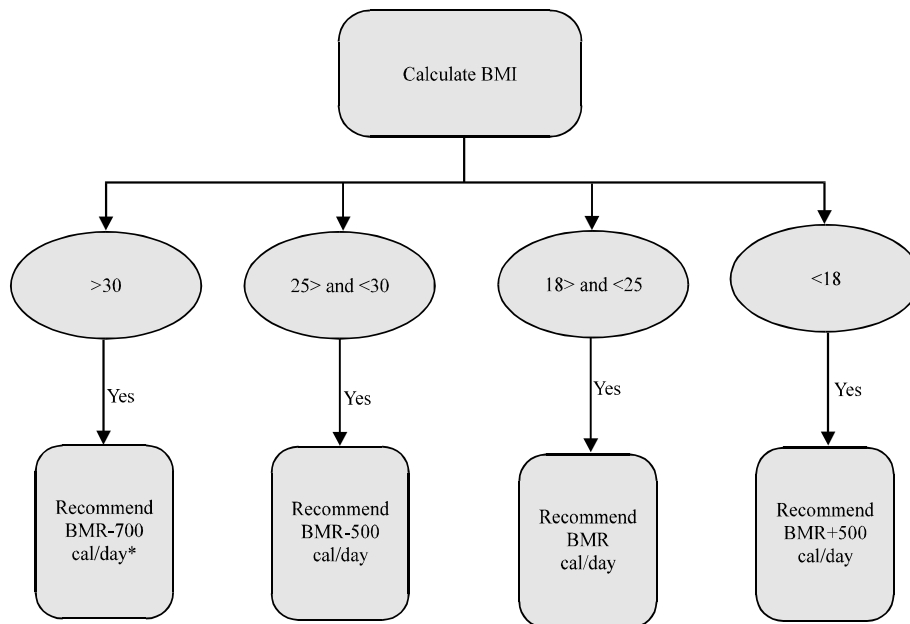 Calculate BMI
>30
25> and <30
18> and <25
<18
Yes
Yes
Yes
Yes
Recommend
BMR-700
cal/day*
Recommend
BMR-500
cal/day
Recommend
BMR
cal/day
Recommend
BMR+500
cal/day